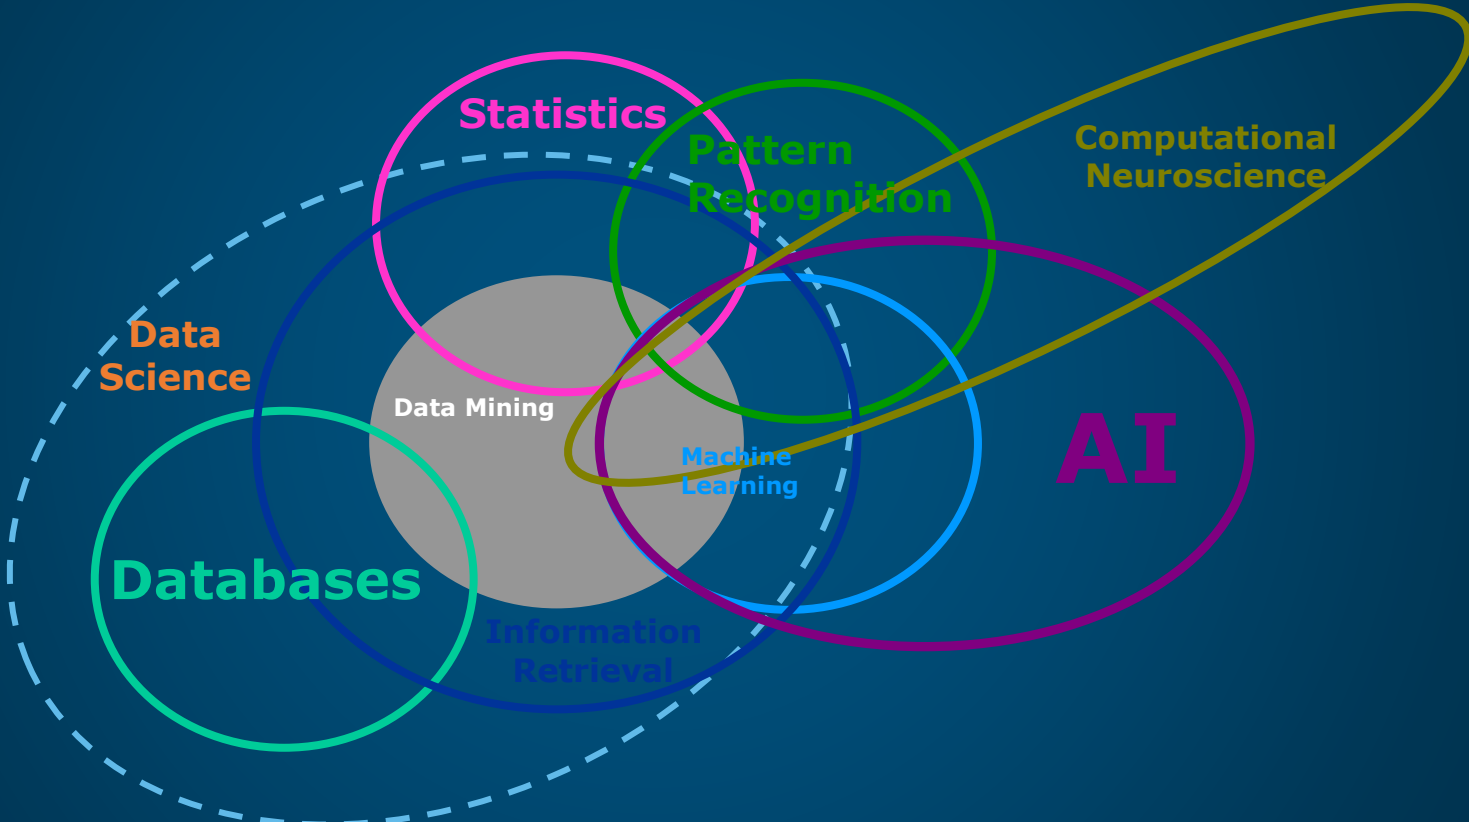 Statistics
Pattern
Recognition
Computational
Neuroscience
Data
Science
Data Mining
Machine
Learning
AI
Databases
Information
Retrieval